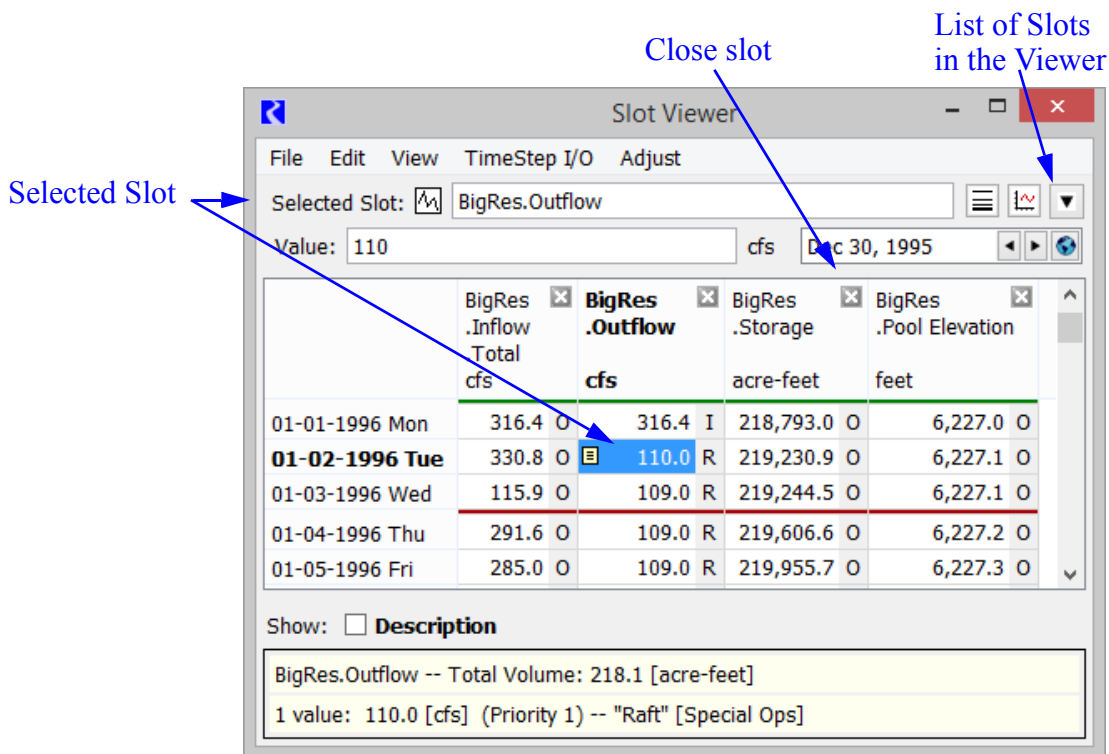 List of Slots
in the Viewer
Close slot
Slot Viewer
File Edit View TimeStep I/O Adjust
Selected Slot
Selected Slot: BigRes.Outflow
Value: 110 cfs Dec 30, 1995
BigRes BigRes BigRes BigRes
.Inflow .Outflow .Storage .Pool Elevation
.Total
cfs cfs acre-feet feet
01-01-1996 Mon 316.4 O 316.4 I 218,793.0 O 6,227.0 O
01-02-1996 Tue 330.8 O 110.0 R 219,230.9 O 6,227.1 O
01-03-1996 Wed 115.9 O 109.0 R 219,244.5 O 6,227.1 O
01-04-1996 Thu 291.6 O 109.0 R 219,606.6 O 6,227.2 O
01-05-1996 Fri 285.0 O 109.0 R 219,955.7 O 6,227.3 O
Show: Description
BigRes.Outflow -- Total Volume: 218.1 [acre-feet]
1 value: 110.0 [cfs] (Priority 1) -- "Raft" [Special Ops]